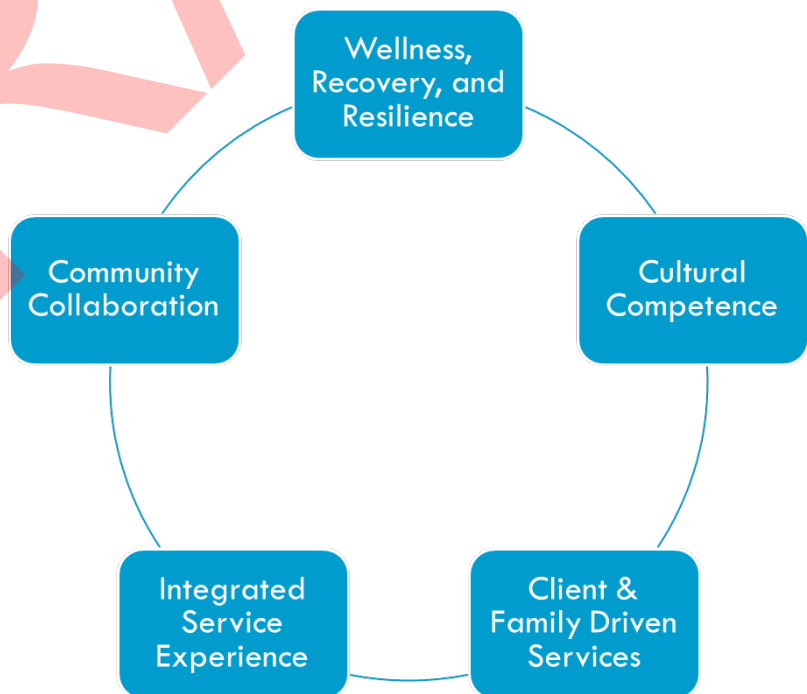 Wellness,
Recovery, and
Resilience
Cultural
Competence
Client &
Family Driven
Services
Integrated
Service
Experience
Community
Collaboration